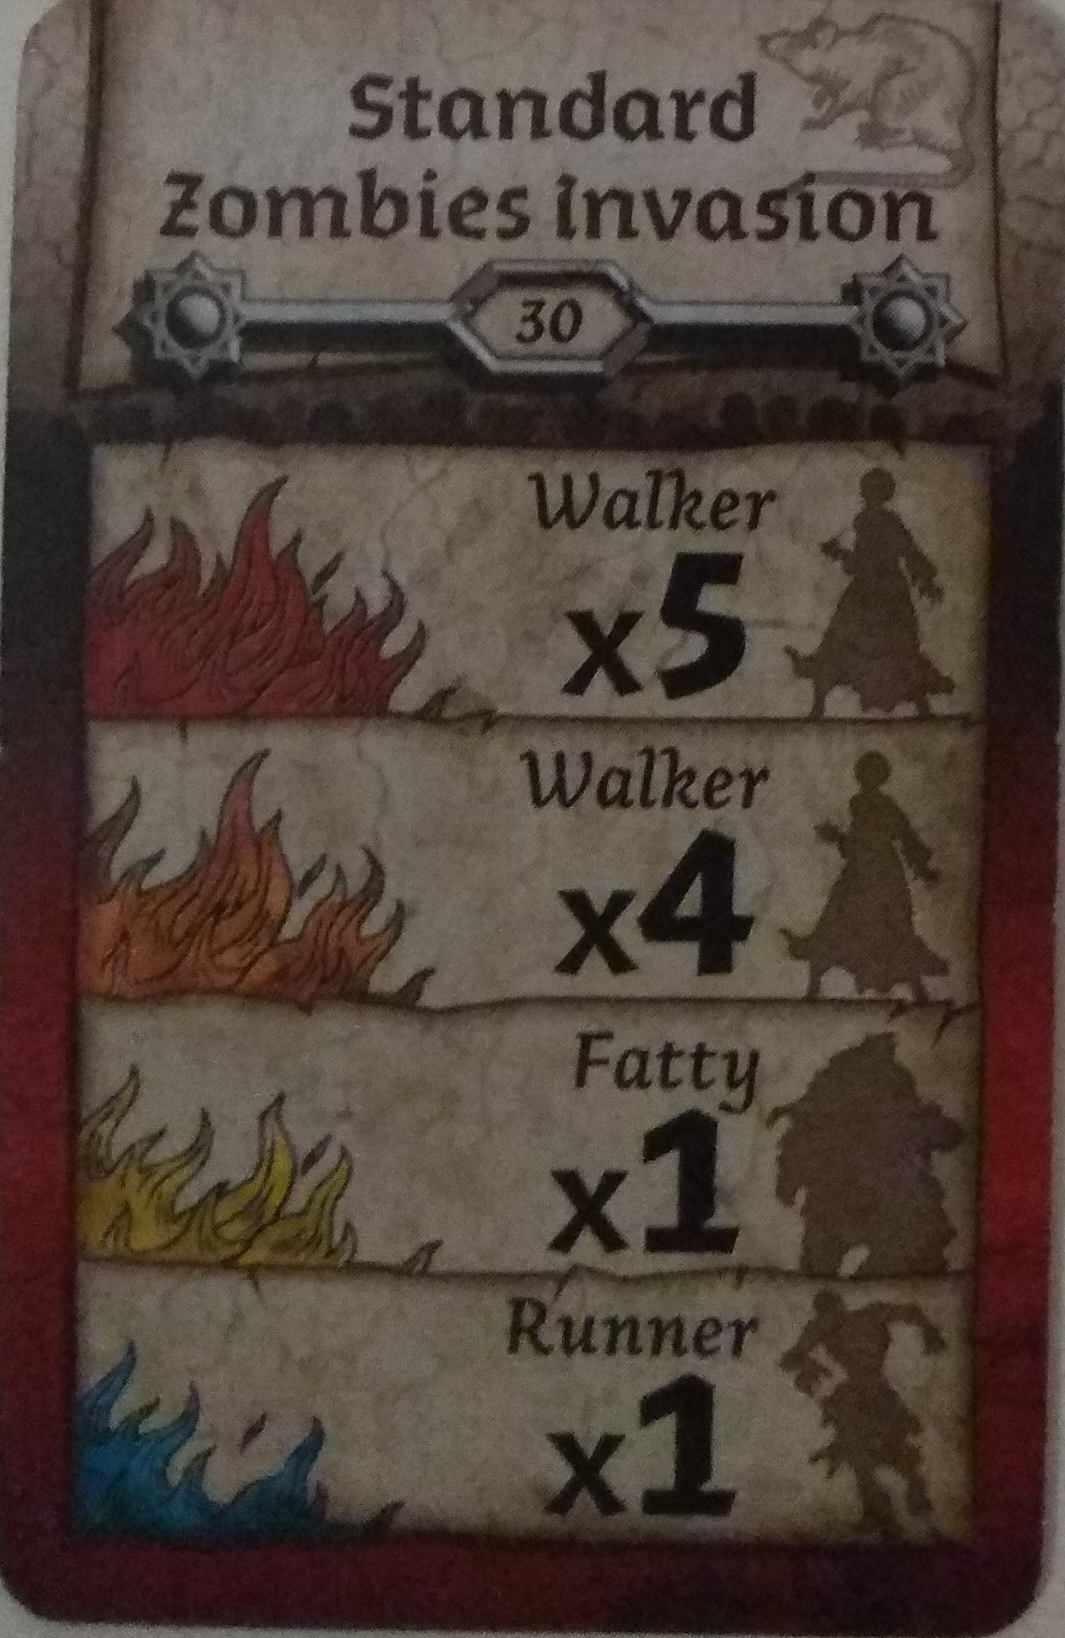 Standard
Zombies Invasion
30
Walker
x5
Walker
x4
Fatty
x1
Runner
x1